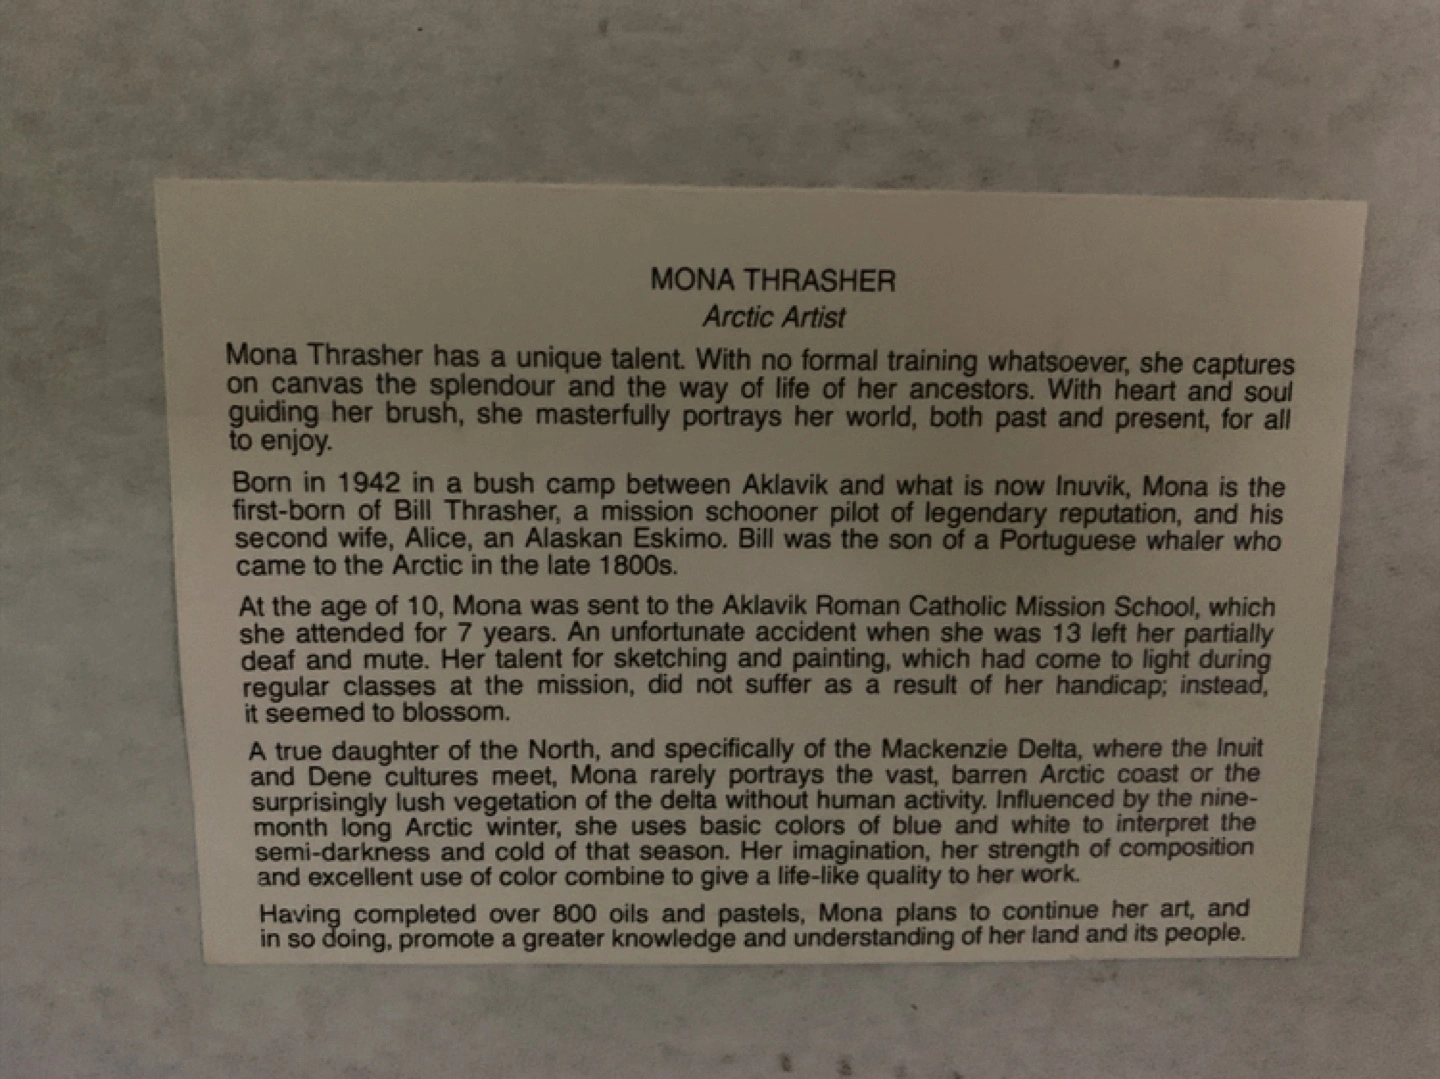 MONA THRASHER
Arctic Artist
Mona Thrasher has a unique talent. With no formal training whatsoever, she captures
on canvas the splendour and the way of life of her ancestors. With heart and soul
guiding her brush, she masterfully portrays her world, both past and present, for all
to enjoy.
Born in 1942 in a bush camp between Aklavik and what is now Inuvik, Mona is the
first-born of Bill Thrasher, a mission schooner pilot of legendary reputation, and his
second wife, Alice, an Alaskan Eskimo. Bill was the son of a Portuguese whaler who
came to the Arctic in the late 1800s.
At the age of 10, Mona was sent to the Aklavik Roman Catholic Mission School, which
she attended for 7 years. An unfortunate accident when she was 13 left her partially
deaf and mute. Her talent for sketching and painting, which had come to light during
regular classes at the mission, did not suffer as a result of her handicap; instead,
it seemed to blossom.
A true daughter of the North, and specifically of the Mackenzie Delta, where the Inuit
and Dene cultures meet, Mona rarely portrays the vast, barren Arctic coast or the
surprisingly lush vegetation of the delta without human activity. Influenced by the nine-
month long Arctic winter, she uses basic colors of blue and white to interpret the
semi-darkness and cold of that season. Her imagination, her strength of composition
and excellent use of color combine to give a life-like quality to her work.
Having completed over 800 oils and pastels, Mona plans to continue her art, and
in so doing, promote a greater knowledge and understanding of her land and its people.